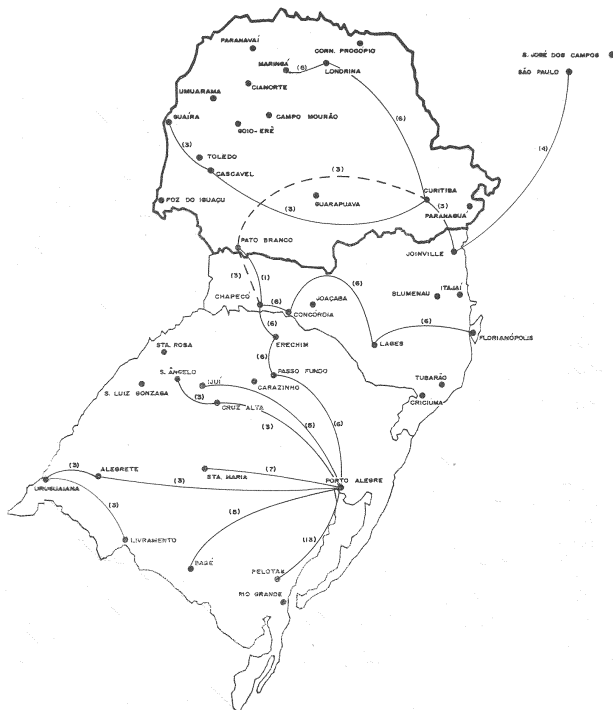 PARANAVAÍ
CORN. PROCÓPIO
S. JOSÉ DOS CAMPOS
MARINGÁ
(6)
LONDRINA
SÃO PAULO
CIANORTE
UMUARAMA
(6)
GUAÍRA
CAMPO MOURÃO
GOIO-ERÊ
(3)
(4)
TOLEDO
CASCAVEL
(3)
FOZ DO IGUAÇU
GUARAPUAVA
(3)
CURITIBA
(5)
PARANAGUÁ
PATO BRANCO
JOINVILLE
(3)
(1)
CHAPECÓ
(6)
JOAÇABA
(6)
BLUMENAU
ITAJAÍ
CONCÓRDIA
(6)
(6)
FLORIANÓPOLIS
ERECHIM
LAGES
STA. ROSA
(6)
S. ÂNGELO
PASSO FUNDO
IJUÍ
CARAZINHO
TUBARÃO
S. LUIZ GONZAGA
(3)
CRUZ ALTA
CRICIUMA
(3)
(6)
(3)
ALEGRETE
(7)
STA. MARIA
(3)
PORTO ALEGRE
URUGUAIANA
(3)
LIVRAMENTO
BAGÉ
PELOTAS
(13)
RIO GRANDE